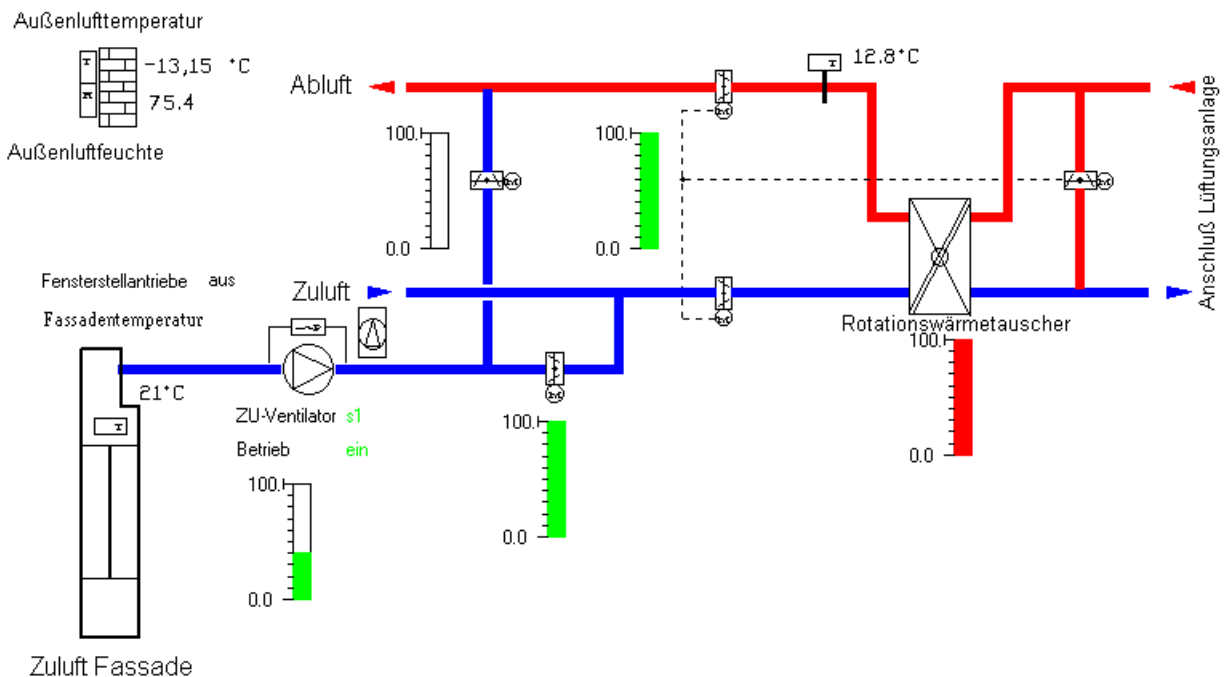 Außenlufttemperatur
-13,15 °C
75.4
Außenluftfeuchte
Abluft
12.8°C
100.
0.0
100.
0.0
Anschluß Lüftungsanlage
Fensterstellantriebe aus
Zuluft
Fassadentemperatur
Rotationswärmetauscher
21°C
100.
0.0
ZU-Ventilator s1
Betrieb ein
100.
0.0
100.
0.0
Zuluft Fassade